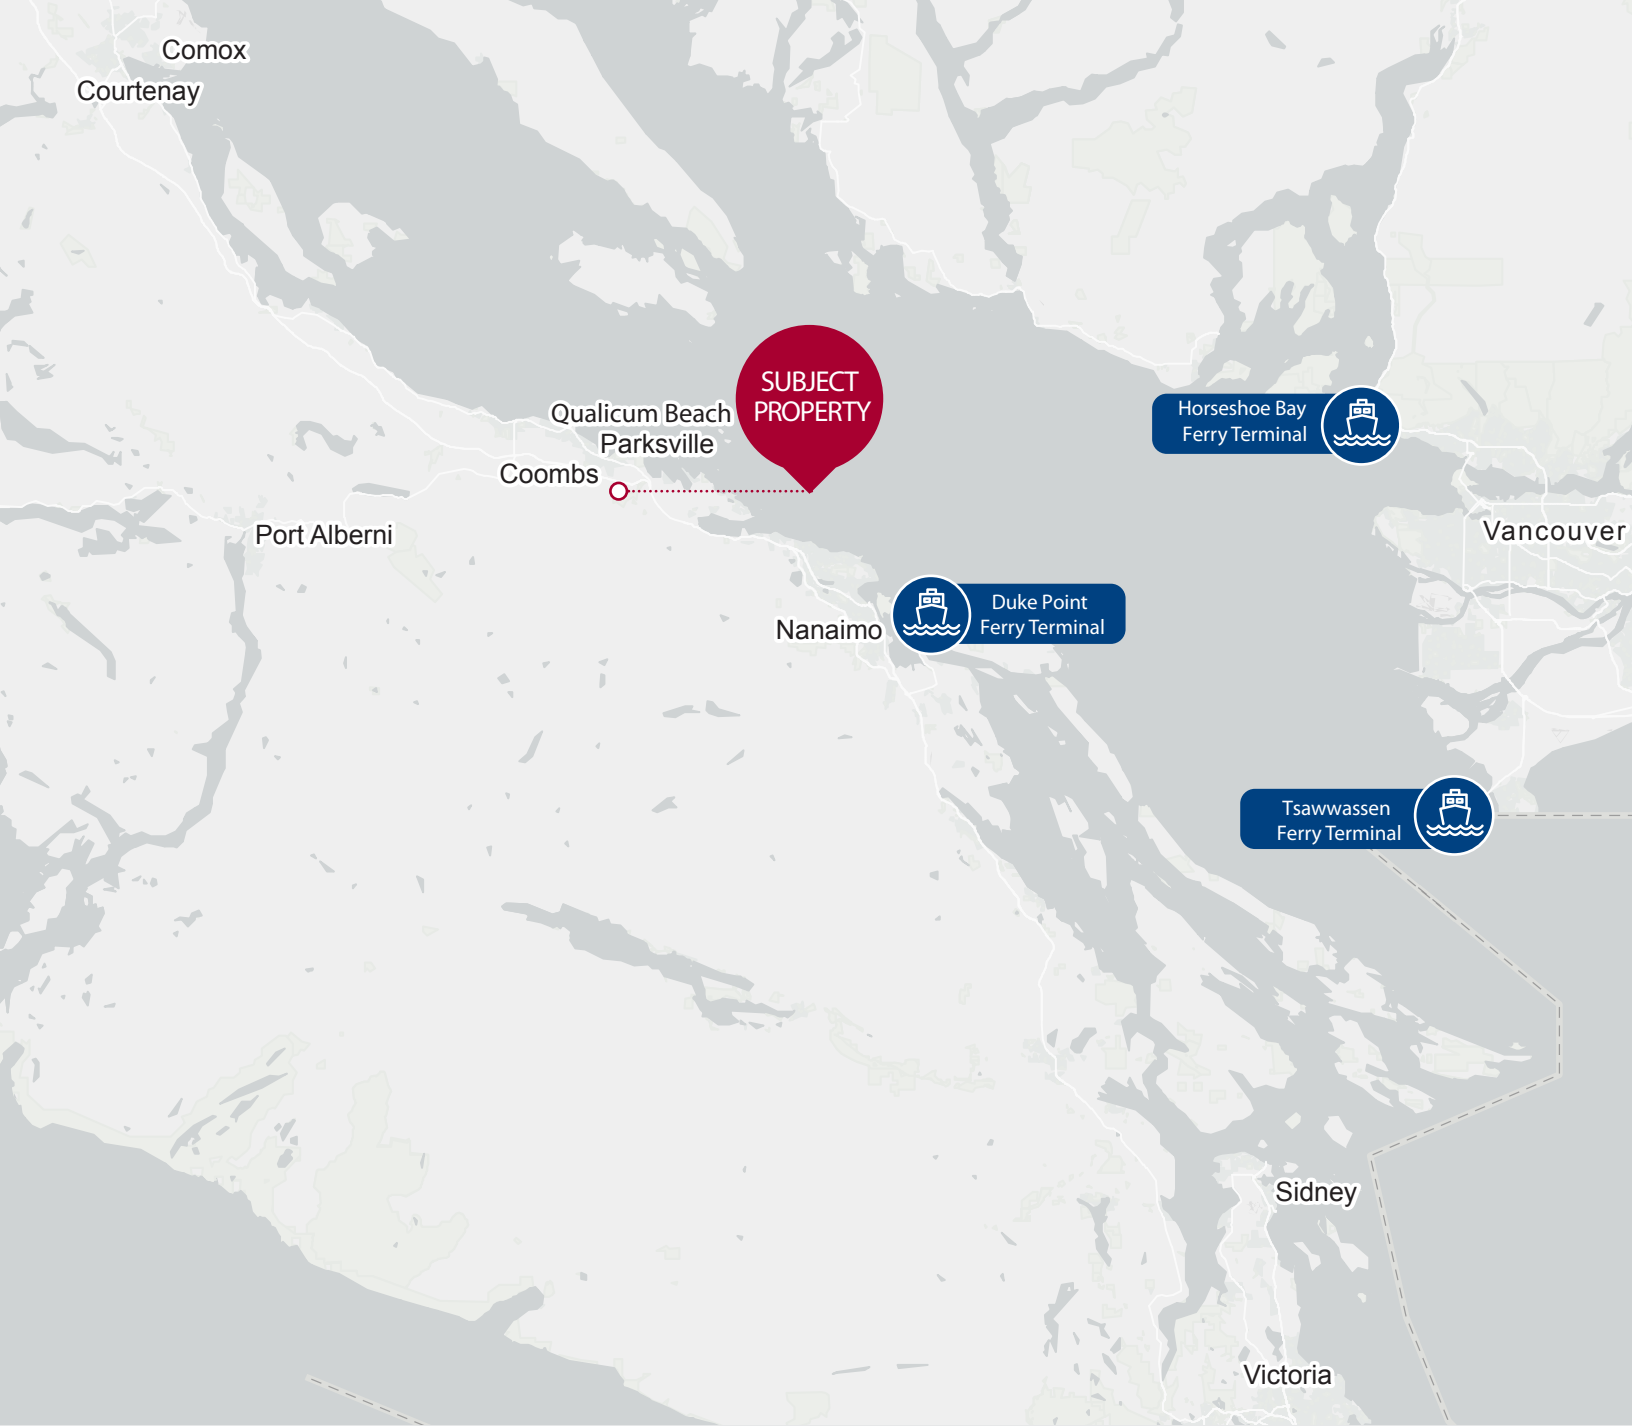 Comox
Courtenay
SUBJECT
PROPERTY
Qualicum Beach
Parksville
Coombs
Horseshoe Bay
Ferry Terminal
Port Alberni
Vancouver
Duke Point
Ferry Terminal
Nanaimo
Tsawwassen
Ferry Terminal
Sidney
Victoria